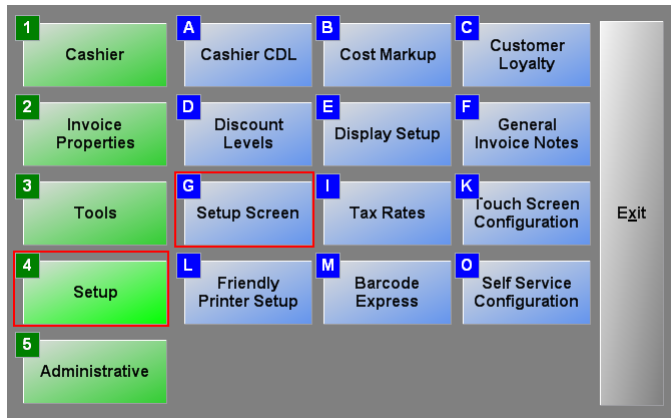 1
Cashier
A
Cashier CDL
B
Cost Markup
C
Customer
Loyalty
2
Invoice
Properties
D
Discount
Levels
E
Display Setup
F
General
Invoice Notes
3
Tools
G
Setup Screen
I
Tax Rates
K
Touch Screen
Configuration
Exit
4
Setup
L
Friendly
Printer Setup
M
Barcode
Express
O
Self Service
Configuration
5
Administrative